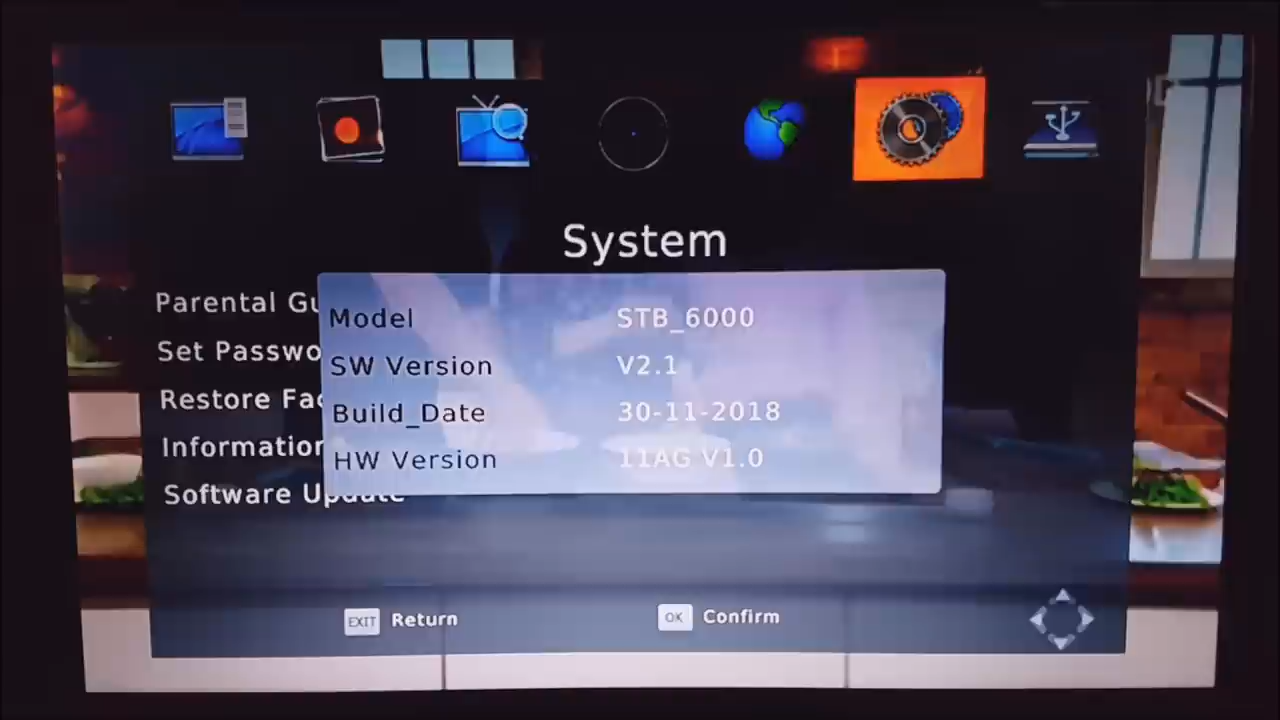 System
Parental Gu
Set Passwo
Restore Fac
Information
Software Update
Model STB_6000
SW Version V2.1
Build_Date 30-11-2018
HW Version 11AG V1.0
EXIT Return
OK Confirm